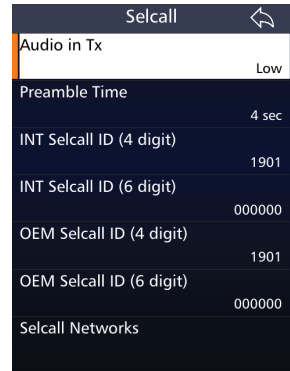 Selcall
Audio in Tx
Low
Preamble Time
4 sec
INT Selcall ID (4 digit)
1901
INT Selcall ID (6 digit)
000000
OEM Selcall ID (4 digit)
1901
OEM Selcall ID (6 digit)
000000
Selcall Networks